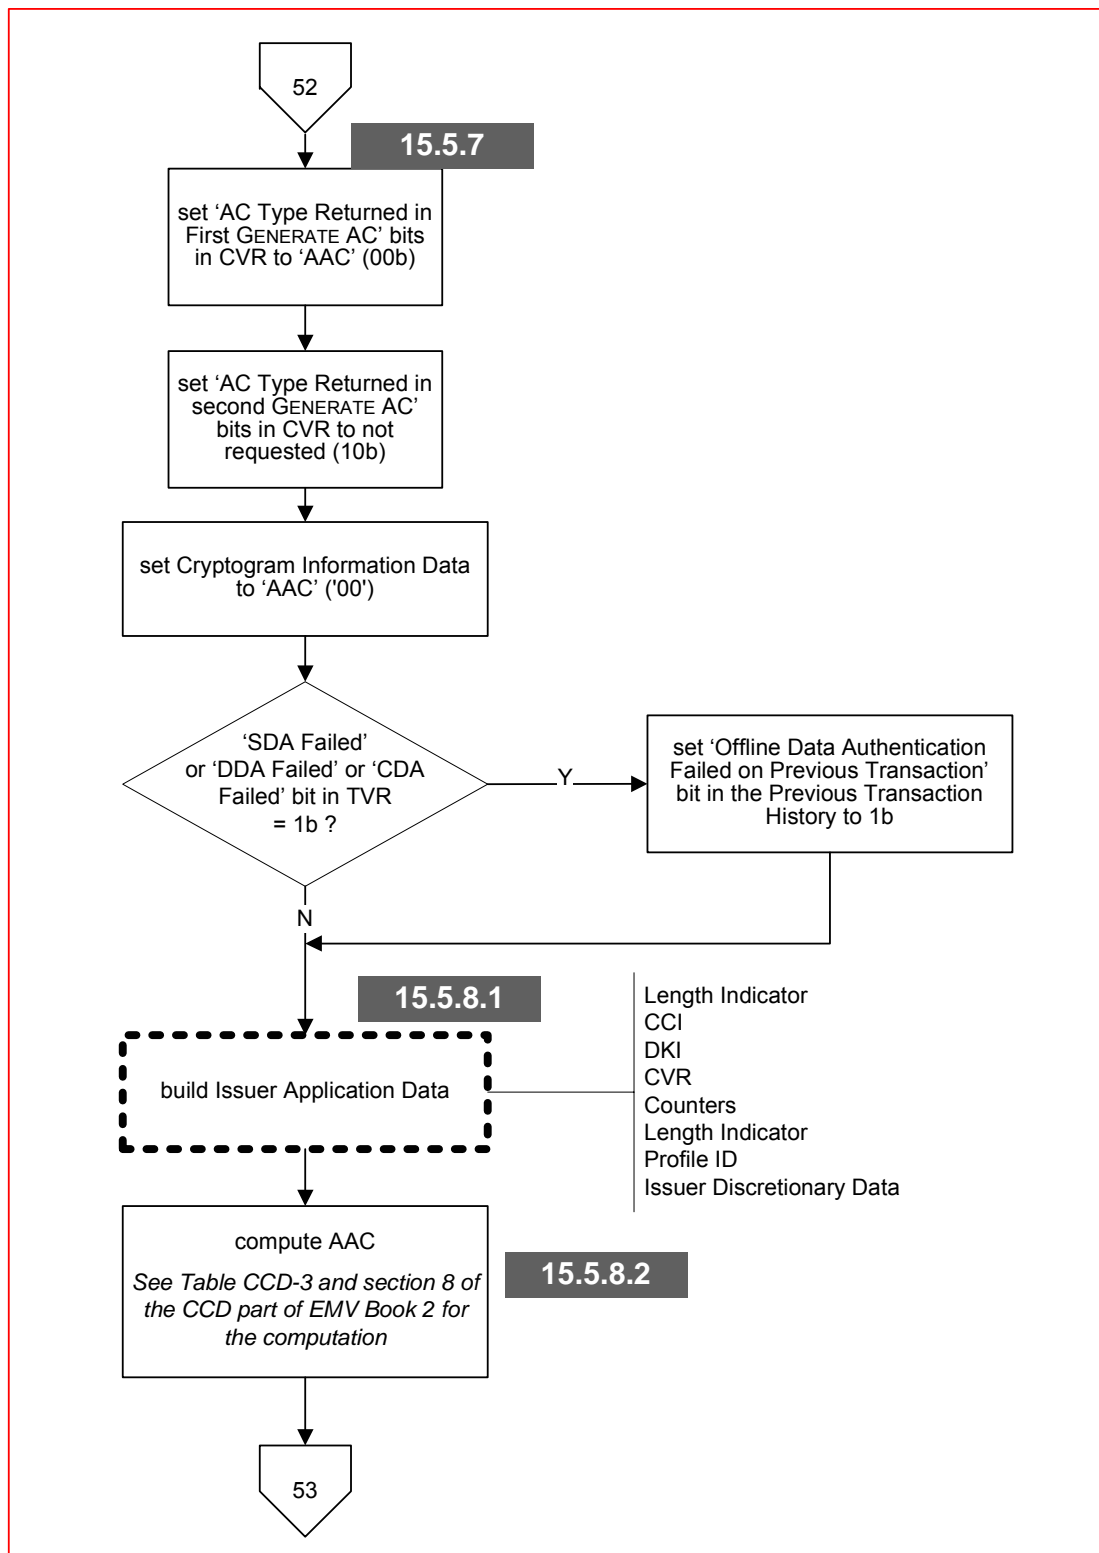 52
15.5.7
set ‘AC Type Returned in
First GENERATE AC’ bits
in CVR to ‘AAC’ (00b)
set ‘AC Type Returned in
second GENERATE AC’
bits in CVR to not
requested (10b)
set Cryptogram Information Data
to ‘AAC’ ('00')
‘SDA Failed’
or ‘DDA Failed’ or ‘CDA
Failed’ bit in TVR
= 1b ?
Y
set ‘Offline Data Authentication
Failed on Previous Transaction’
bit in the Previous Transaction
History to 1b
N
15.5.8.1
build Issuer Application Data
Length Indicator
CCI
DKI
CVR
Counters
Length Indicator
Profile ID
Issuer Discretionary Data
compute AAC
See Table CCD-3 and section 8 of
the CCD part of EMV Book 2 for
the computation
15.5.8.2
53